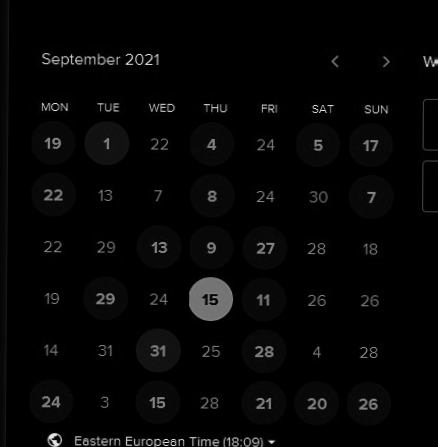 September 2021 < >
MON TUE WED THU FRI SAT SUN
19 1 22 4 24 5 17
22 13 7 8 24 30 7
22 29 13 9 27 28 18
19 29 24 15 11 26 26
14 31 31 25 28 4 28
24 3 15 28 21 20 26
Eastern European Time (18:09)